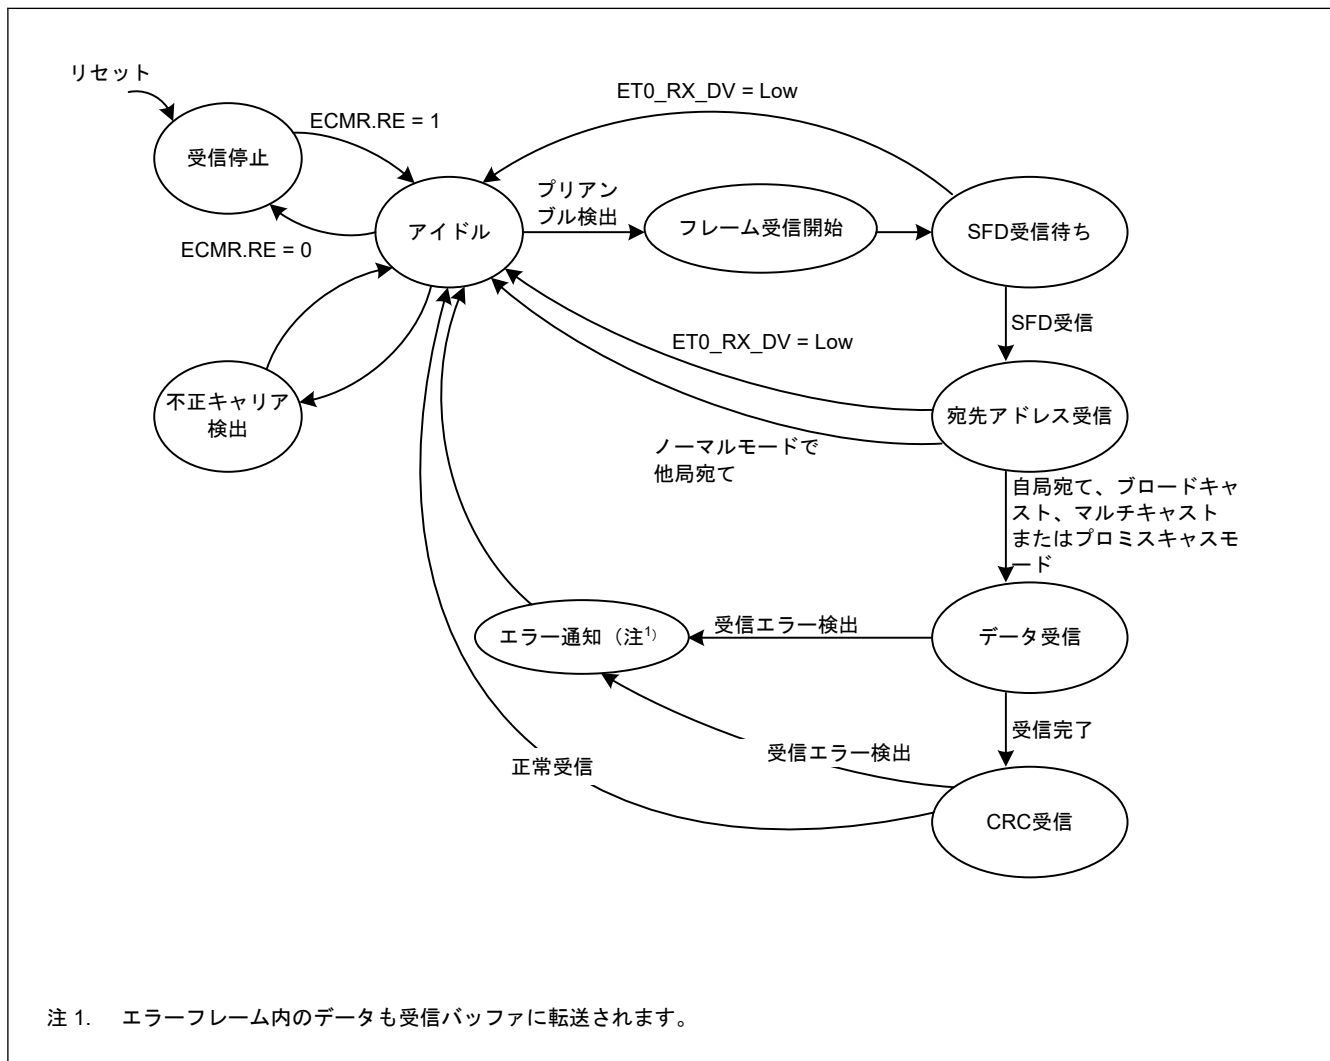 リセット
ET0_RX_DV = Low
ECMR.RE = 1
受信停止
プリアン
ブル検出
アイドル
フレーム受信開始
SFD受信待ち
ECMR.RE = 0
SFD受信
ET0_RX_DV = Low
不正キャリア
検出
宛先アドレス受信
ノーマルモードで
他局宛て
自局宛て、ブロードキャ
スト、マルチキャスト
またはプロミスキャスモ
ード
エラー通知（注1）
受信エラー検出
データ受信
受信完了
正常受信
受信エラー検出
CRC受信
注 1. エラーフレーム内のデータも受信バッファに転送されます。